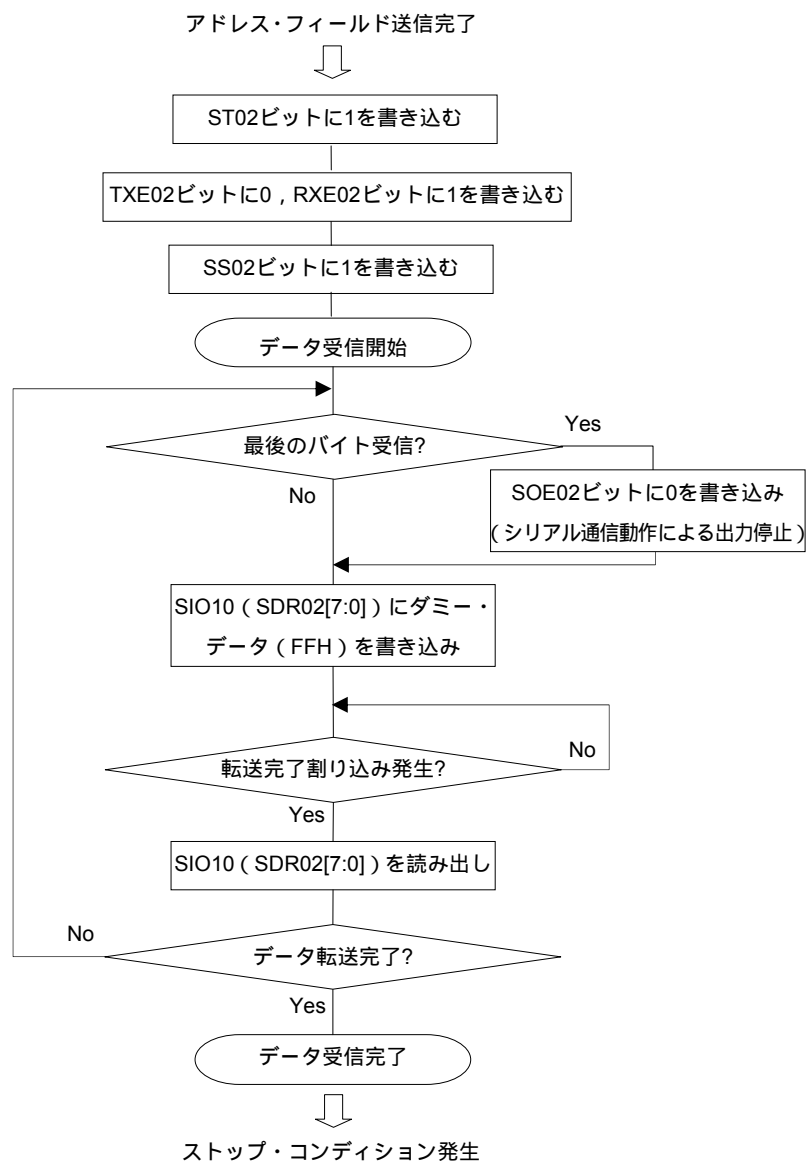 アドレス・フィールド送信完了
ST02ビットに1を書き込む
TXE02ビットに0，RXE02ビットに1を書き込む
SS02ビットに1を書き込む
データ受信開始
最後のバイト受信?
Yes
No
SOE02ビットに0を書き込み
（シリアル通信動作による出力停止）
SIO10（SDR02[7:0]）にダミー・
データ（FFH）を書き込み
転送完了割り込み発生?
No
Yes
SIO10（SDR02[7:0]）を読み出し
データ転送完了?
No
Yes
データ受信完了
ストップ・コンディション発生